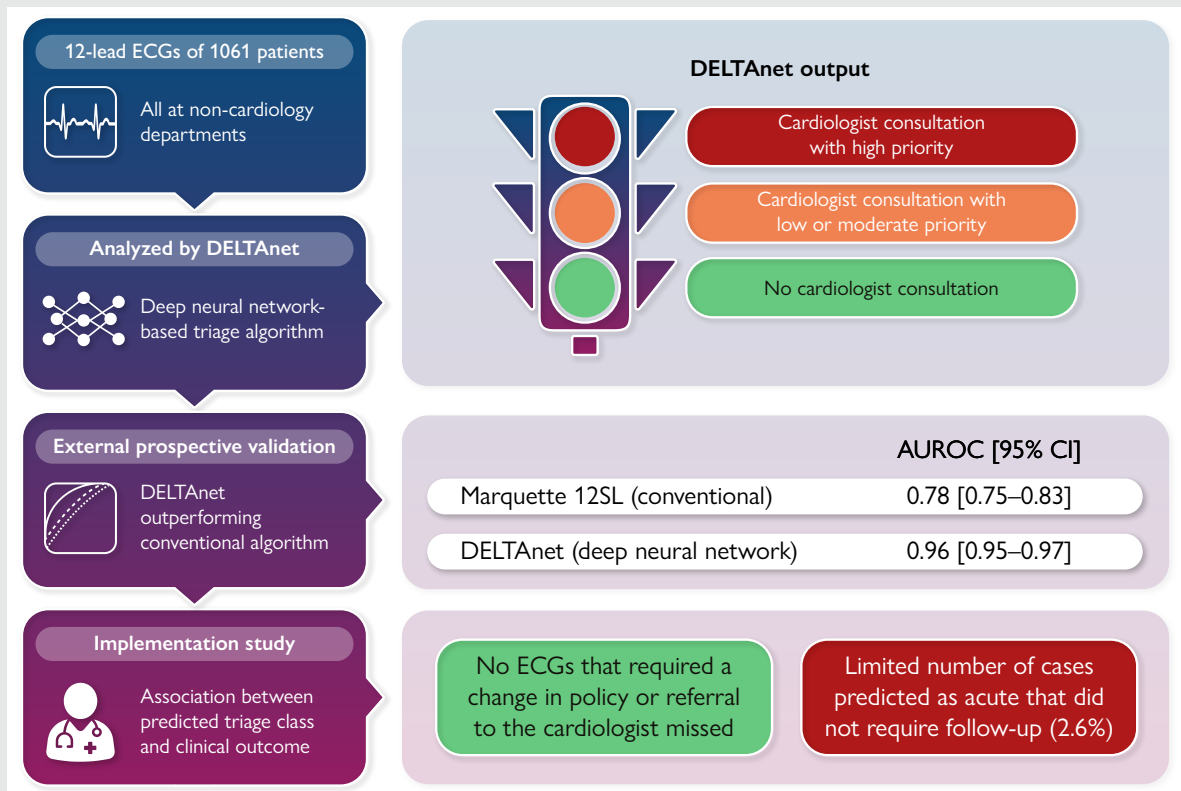 12-lead ECGs of 1061 patients
All at non-cardiology
departments
DELTAnet output
Cardiologist consultation
with high priority
Cardiologist consultation with
low or moderate priority
No cardiologist consultation
Analyzed by DELTAnet
Deep neural network-
based triage algorithm
External prospective validation
DELTAnet
outperforming
conventional algorithm
AUROC [95% CI]
Marquette 12SL (conventional) 0.78 [0.75–0.83]
DELTAnet (deep neural network) 0.96 [0.95–0.97]
Implementation study
Association between
predicted triage class
and clinical outcome
No ECGs that required a
change in policy or referral
to the cardiologist missed
Limited number of cases
predicted as acute that did
not require follow-up (2.6%)